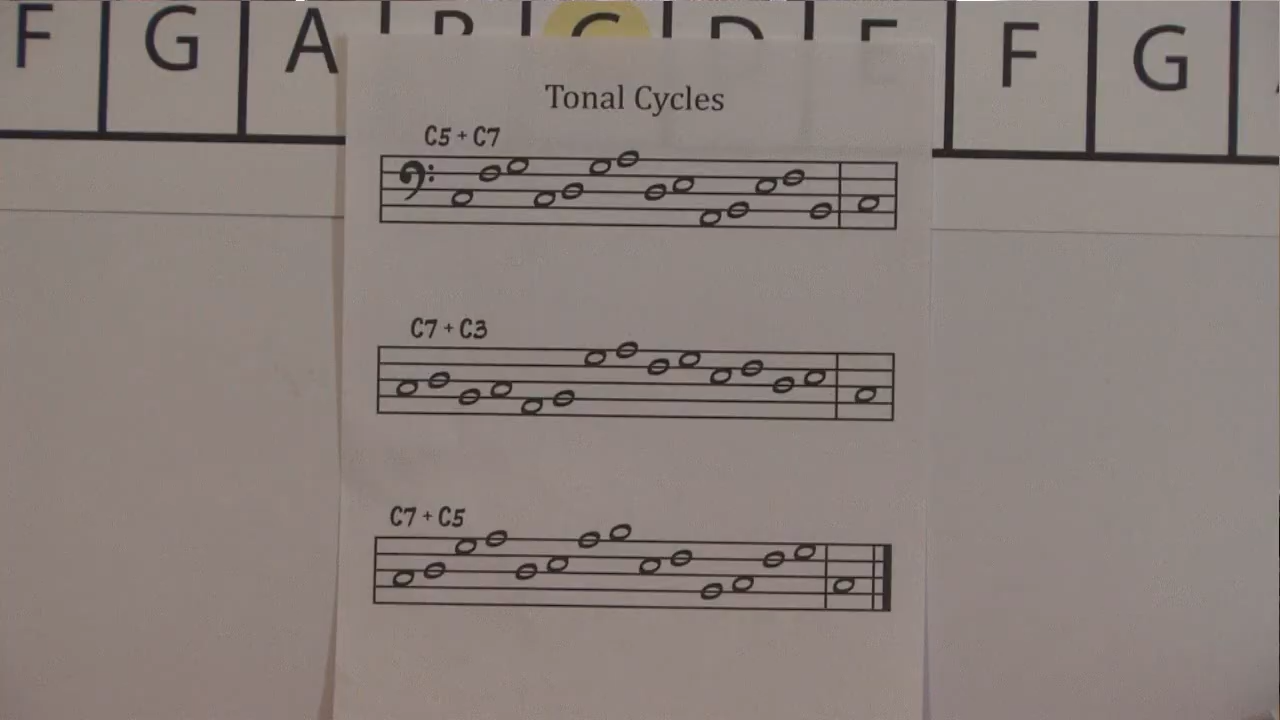 F G A B C D E F G
Tonal Cycles
C5 + C7
C7 + C3
C7 + C5